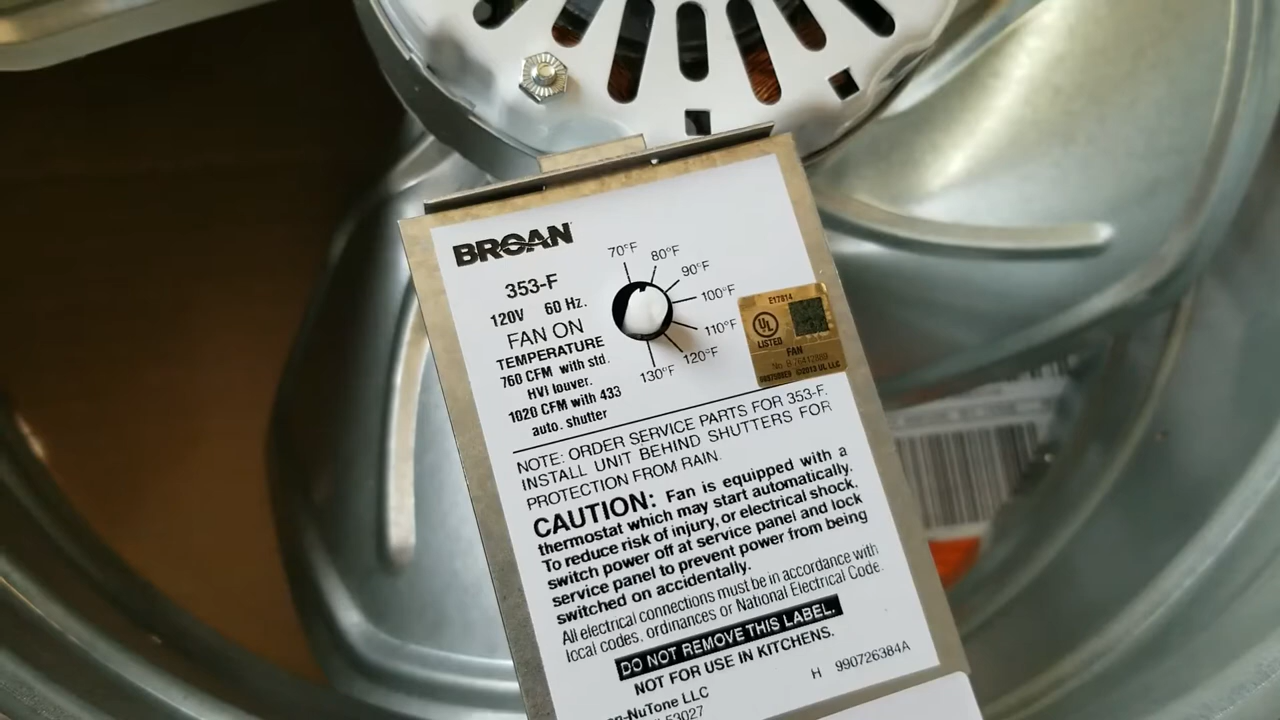 BROAN
353-F
120V 60 Hz.
FAN ON
TEMPERATURE
760 CFM with std.
HVI louver.
1020 CFM with 433
auto. shutter
70°F
80°F
90°F
100°F
110°F
120°F
130°F
E17814
UL
LISTED
FAN
©2013 UL LLC
NOTE: ORDER SERVICE PARTS FOR 353-F.
INSTALL UNIT BEHIND SHUTTERS FOR
PROTECTION FROM RAIN.
CAUTION: Fan is equipped with a
thermostat which may start automatically.
To reduce risk of injury, or electrical shock,
switch power off at service panel and lock
service panel to prevent power from being
switched on accidentally.
All electrical connections must be in accordance with
local codes, ordinances or National Electrical Code.
DO NOT REMOVE THIS LABEL.
NOT FOR USE IN KITCHENS.
H 990726384A
n-NuTone LLC
53027